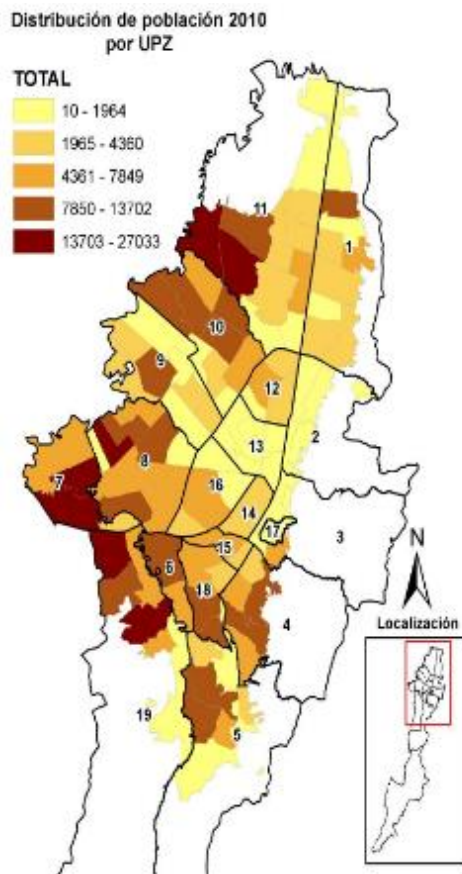 Distribución de población 2010
por UPZ
TOTAL
10 - 1964
1965 - 4360
4361 - 7849
7850 - 13702
13703 - 27033
11
1
10
9
12
2
13
8
7
16
14
17
3
15
6
18
4
N
Localización
19
5